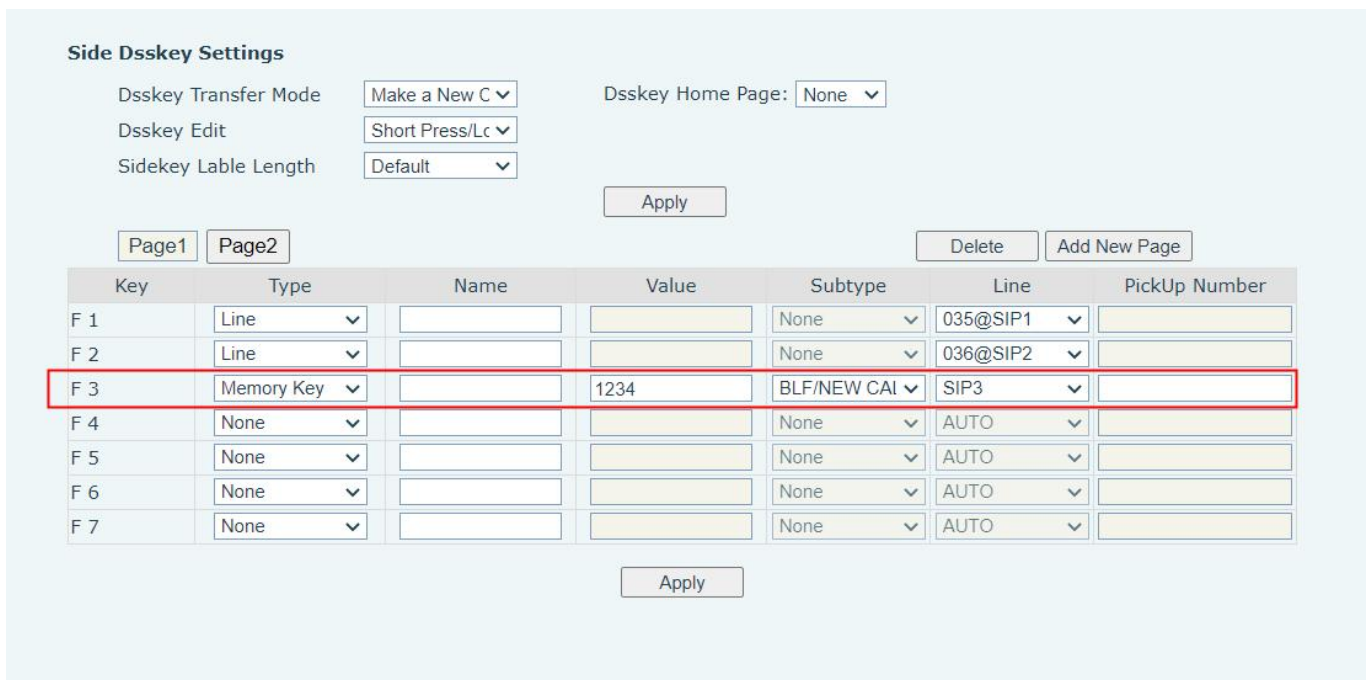 Side Dsskey Settings
Dsskey Transfer Mode Make a New C Dsskey Home Page: None
Dsskey Edit Short Press/Lc
Sidekey Lable Length Default
Apply
Page1 Page2 Delete Add New Page
Key Type Name Value Subtype Line PickUp Number
F 1 Line None 035@SIP1
F 2 Line None 036@SIP2
F 3 Memory Key 1234 BLF/NEW CAL SIP3
F 4 None None AUTO
F 5 None None AUTO
F 6 None None AUTO
F 7 None None AUTO
Apply